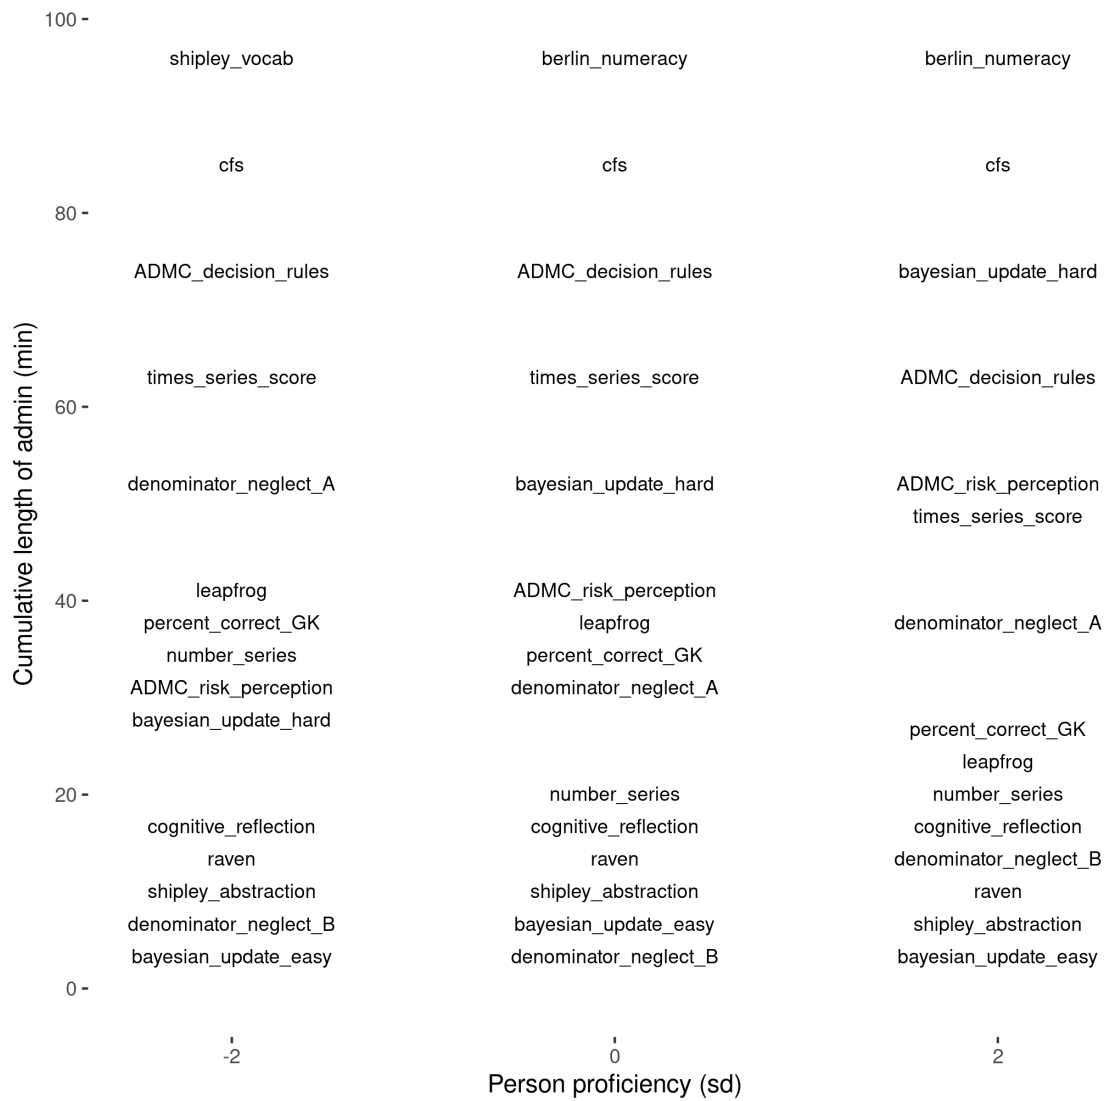 100
shipley_vocab berlin_numeracy berlin_numeracy
cfs cfs cfs
80
ADMC_decision_rules ADMC_decision_rules bayesian_update_hard
times_series_score times_series_score ADMC_decision_rules
60
denominator_neglect_A bayesian_update_hard ADMC_risk_perception
times_series_score
leapfrog ADMC_risk_perception
40
percent_correct_GK leapfrog denominator_neglect_A
number_series percent_correct_GK
ADMC_risk_perception denominator_neglect_A
bayesian_update_hard percent_correct_GK
leapfrog
20 number_series number_series
cognitive_reflection cognitive_reflection cognitive_reflection
raven raven denominator_neglect_B
shipley_abstraction shipley_abstraction raven
denominator_neglect_B bayesian_update_easy shipley_abstraction
bayesian_update_easy denominator_neglect_B bayesian_update_easy
0
-2 0 2
Person proficiency (sd)
Cumulative length of admin (min)